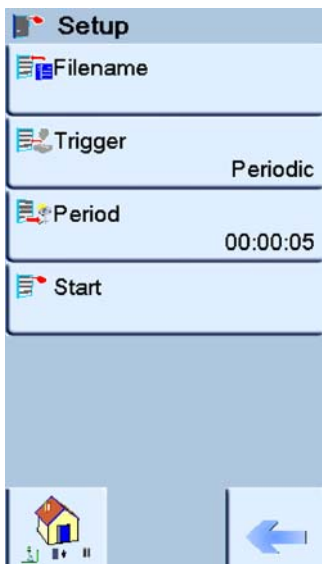 Setup
Filename
Trigger
Periodic
Period
00:00:05
Start